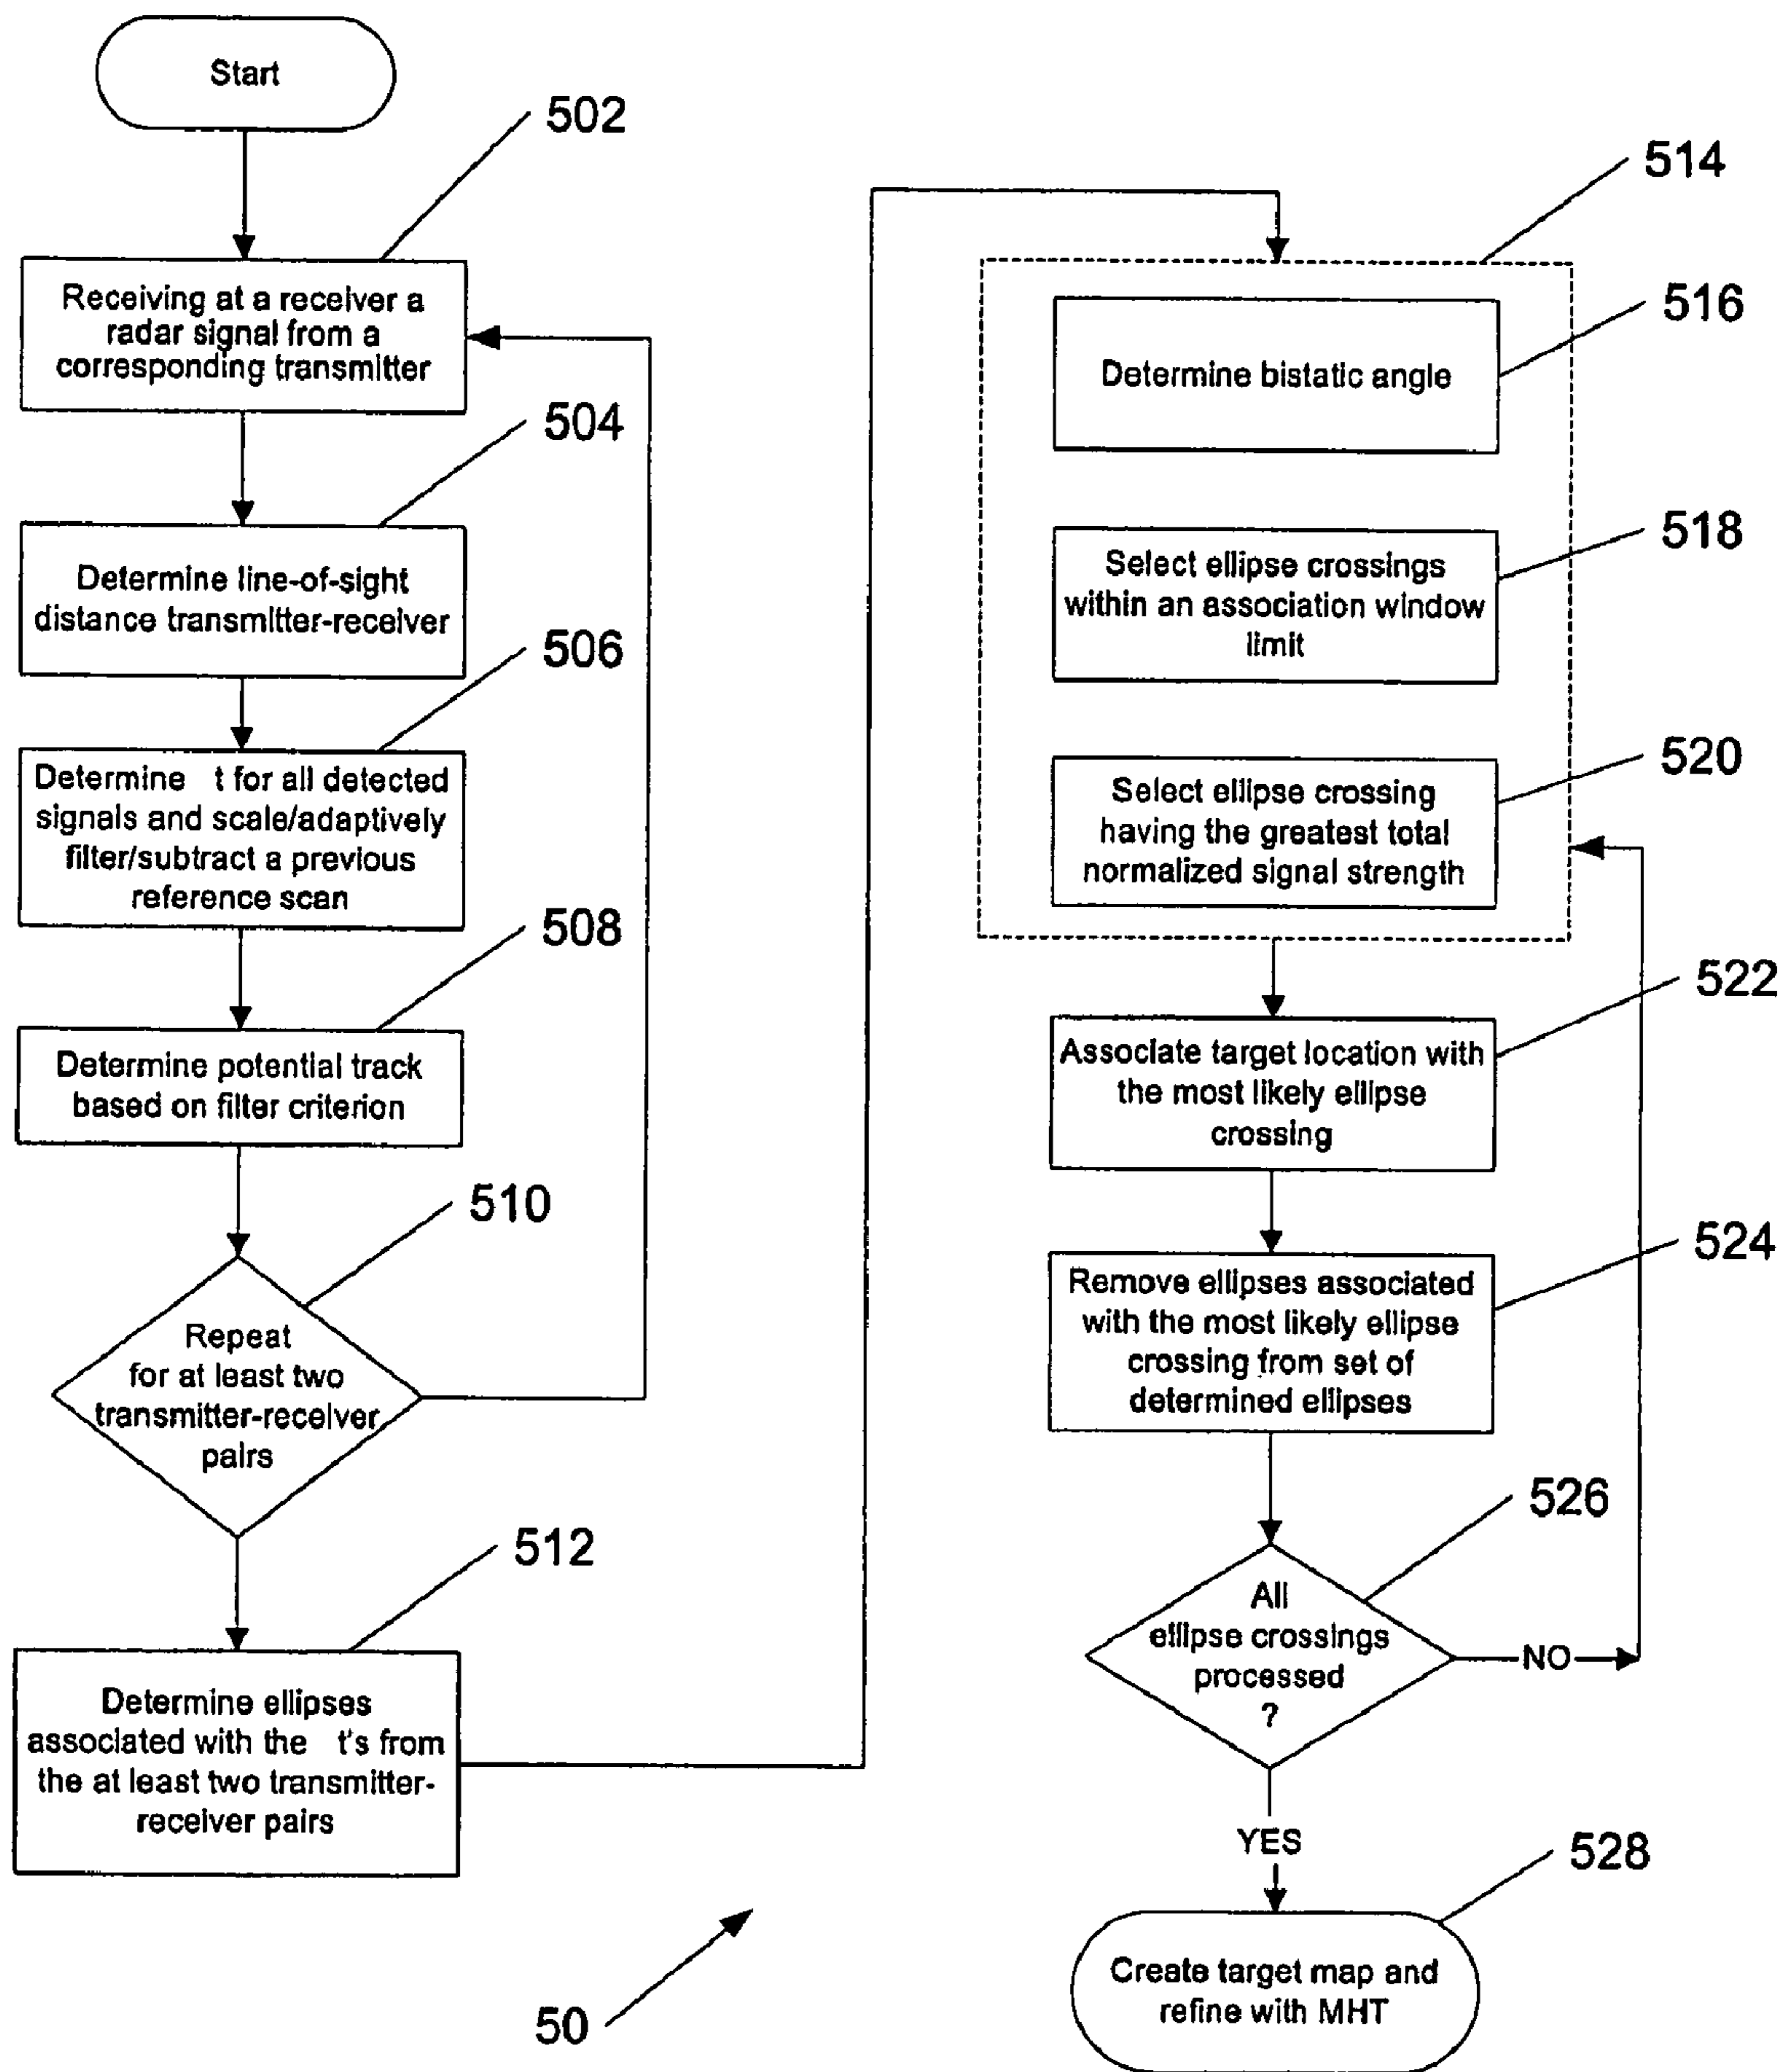 Start
502
Receiving at a receiver a
radar signal from a
corresponding transmitter
504
Determine line-of-sight
distance transmitter-receiver
506
Determine t for all detected
signals and scale/adaptively
filter/subtract a previous
reference scan
508
Determine potential track
based on filter criterion
510
Repeat
for at least two
transmitter-receiver
pairs
512
Determine ellipses
associated with the t's from
the at least two transmitter-
receiver pairs
514
516
Determine bistatic angle
518
Select ellipse crossings
within an association window
limit
520
Select ellipse crossing
having the greatest total
normalized signal strength
522
Associate target location with
the most likely ellipse
crossing
524
Remove ellipses associated
with the most likely ellipse
crossing from set of
determined ellipses
526
All
ellipse crossings
processed
?
NO
YES
528
Create target map and
refine with MHT
50